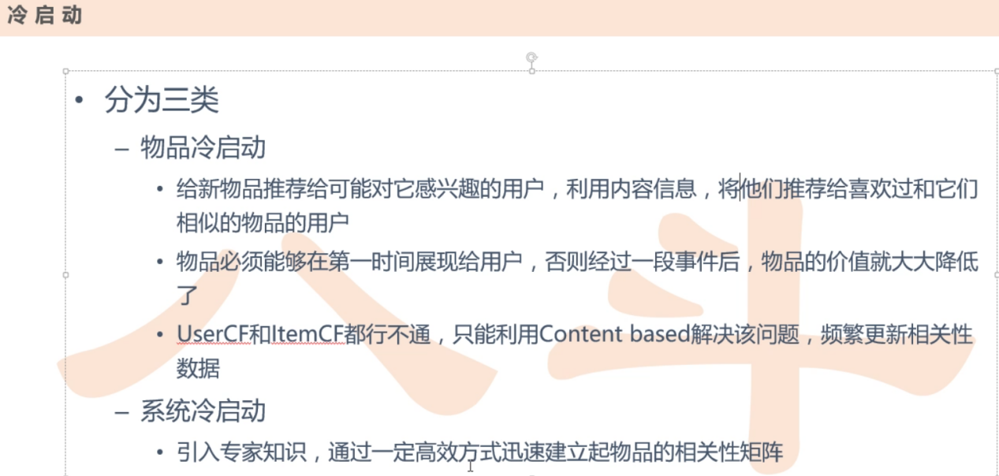 冷启动
• 分为三类
– 物品冷启动
• 给新物品推荐给可能对它感兴趣的用户，利用内容信息，将他们推荐给喜欢过和它们
相似的物品的用户
• 物品必须能够在第一时间展现给用户，否则经过一段事件后，物品的价值就大大降低
了
• UserCF和ItemCF都行不通，只能利用Content based解决该问题，频繁更新相关性
数据
– 系统冷启动
• 引入专家知识，通过一定高效方式迅速建立起物品的相关性矩阵
八斗